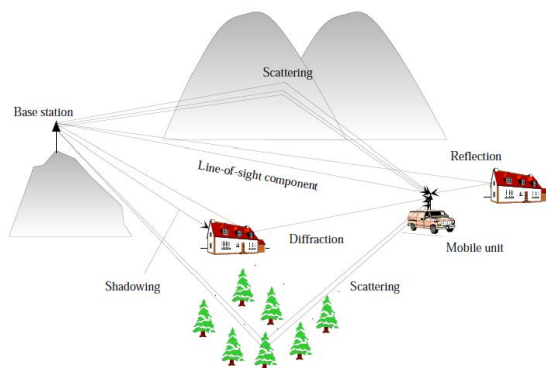 Scattering
Base station
Reflection
Line-of-sight component
Diffraction
Mobile unit
Shadowing
Scattering